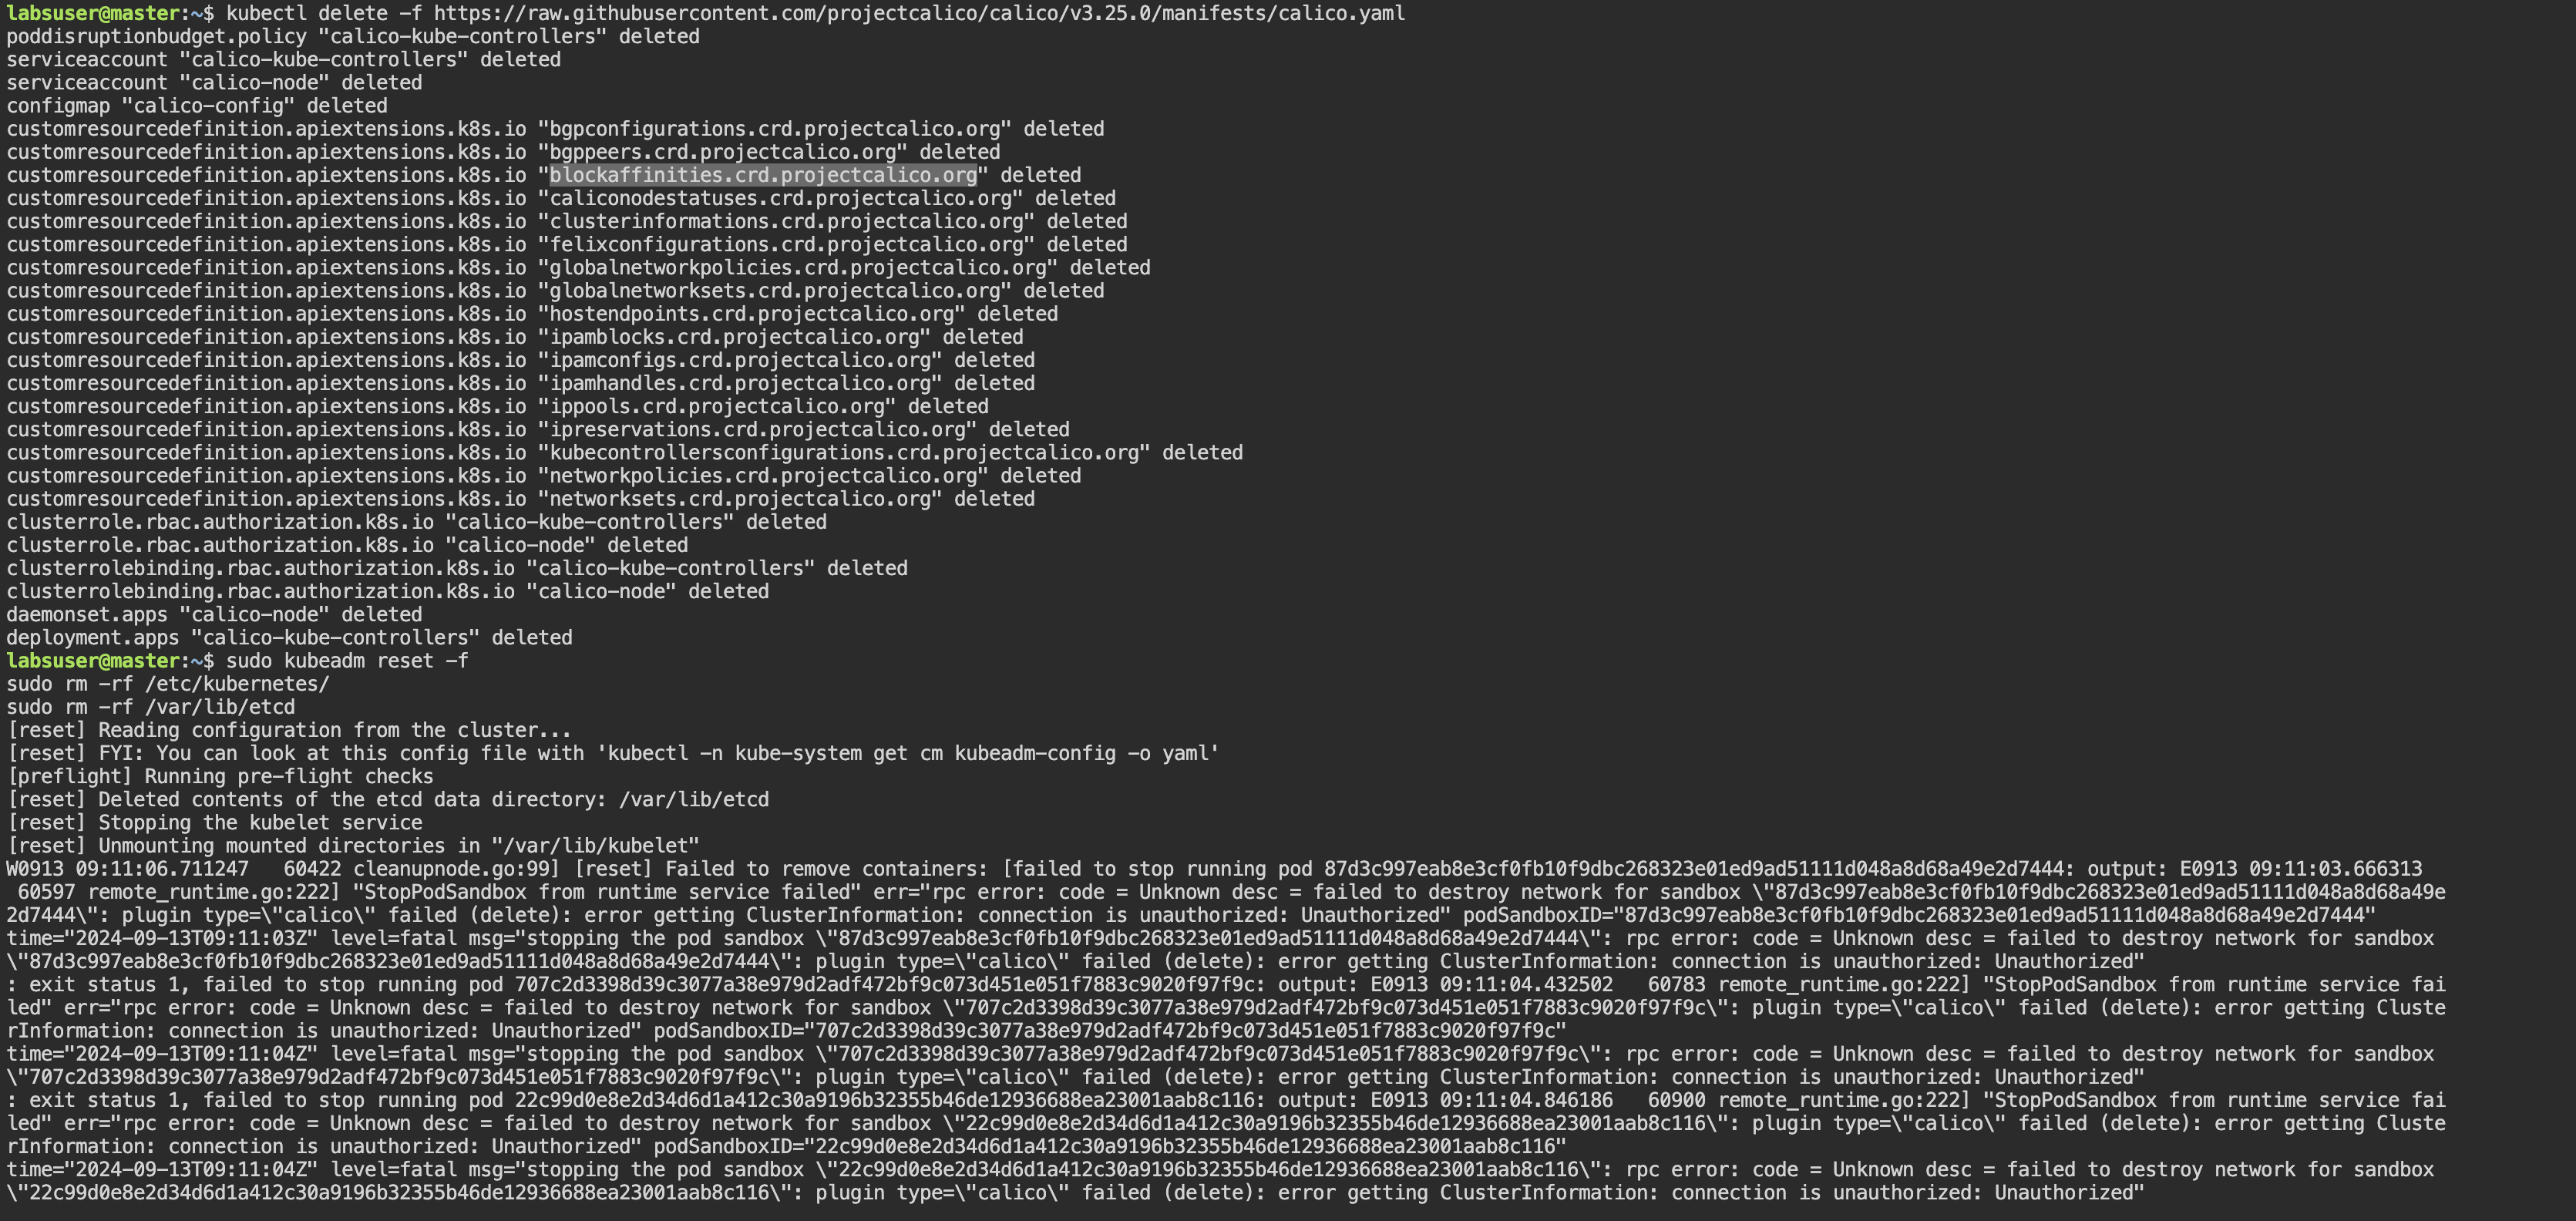 labsuser@master:~$ kubectl delete -f https://raw.githubusercontent.com/projectcalico/calico/v3.25.0/manifests/calico.yaml
poddisruptionbudget.policy "calico-kube-controllers" deleted
serviceaccount "calico-kube-controllers" deleted
serviceaccount "calico-node" deleted
configmap "calico-config" deleted
customresourcedefinition.apiextensions.k8s.io "bgpconfigurations.crd.projectcalico.org" deleted
customresourcedefinition.apiextensions.k8s.io "bgppeers.crd.projectcalico.org" deleted
customresourcedefinition.apiextensions.k8s.io "blockaffinities.crd.projectcalico.org" deleted
customresourcedefinition.apiextensions.k8s.io "caliconodestatuses.crd.projectcalico.org" deleted
customresourcedefinition.apiextensions.k8s.io "clusterinformations.crd.projectcalico.org" deleted
customresourcedefinition.apiextensions.k8s.io "felixconfigurations.crd.projectcalico.org" deleted
customresourcedefinition.apiextensions.k8s.io "globalnetworkpolicies.crd.projectcalico.org" deleted
customresourcedefinition.apiextensions.k8s.io "globalnetworksets.crd.projectcalico.org" deleted
customresourcedefinition.apiextensions.k8s.io "hostendpoints.crd.projectcalico.org" deleted
customresourcedefinition.apiextensions.k8s.io "ipamblocks.crd.projectcalico.org" deleted
customresourcedefinition.apiextensions.k8s.io "ipamconfigs.crd.projectcalico.org" deleted
customresourcedefinition.apiextensions.k8s.io "ipamhandles.crd.projectcalico.org" deleted
customresourcedefinition.apiextensions.k8s.io "ippools.crd.projectcalico.org" deleted
customresourcedefinition.apiextensions.k8s.io "ipreservations.crd.projectcalico.org" deleted
customresourcedefinition.apiextensions.k8s.io "kubecontrollersconfigurations.crd.projectcalico.org" deleted
customresourcedefinition.apiextensions.k8s.io "networkpolicies.crd.projectcalico.org" deleted
customresourcedefinition.apiextensions.k8s.io "networksets.crd.projectcalico.org" deleted
clusterrole.rbac.authorization.k8s.io "calico-kube-controllers" deleted
clusterrole.rbac.authorization.k8s.io "calico-node" deleted
clusterrolebinding.rbac.authorization.k8s.io "calico-kube-controllers" deleted
clusterrolebinding.rbac.authorization.k8s.io "calico-node" deleted
daemonset.apps "calico-node" deleted
deployment.apps "calico-kube-controllers" deleted
labsuser@master:~$ sudo kubeadm reset -f
sudo rm -rf /etc/kubernetes/
sudo rm -rf /var/lib/etcd
[reset] Reading configuration from the cluster...
[reset] FYI: You can look at this config file with 'kubectl -n kube-system get cm kubeadm-config -o yaml'
[preflight] Running pre-flight checks
[reset] Deleted contents of the etcd data directory: /var/lib/etcd
[reset] Stopping the kubelet service
[reset] Unmounting mounted directories in "/var/lib/kubelet"
W0913 09:11:06.711247   60422 cleanupnode.go:99] [reset] Failed to remove containers: [failed to stop running pod 87d3c997eab8e3cf0fb10f9dbc268323e01ed9ad51111d048a8d68a49e2d7444: output: E0913 09:11:03.666313
 60597 remote_runtime.go:222] "StopPodSandbox from runtime service failed" err="rpc error: code = Unknown desc = failed to destroy network for sandbox \"87d3c997eab8e3cf0fb10f9dbc268323e01ed9ad51111d048a8d68a49e
2d7444\": plugin type=\"calico\" failed (delete): error getting ClusterInformation: connection is unauthorized: Unauthorized" podSandboxID="87d3c997eab8e3cf0fb10f9dbc268323e01ed9ad51111d048a8d68a49e2d7444"
time="2024-09-13T09:11:03Z" level=fatal msg="stopping the pod sandbox \"87d3c997eab8e3cf0fb10f9dbc268323e01ed9ad51111d048a8d68a49e2d7444\": rpc error: code = Unknown desc = failed to destroy network for sandbox
\"87d3c997eab8e3cf0fb10f9dbc268323e01ed9ad51111d048a8d68a49e2d7444\": plugin type=\"calico\" failed (delete): error getting ClusterInformation: connection is unauthorized: Unauthorized"
: exit status 1, failed to stop running pod 707c2d3398d39c3077a38e979d2adf472bf9c073d451e051f7883c9020f97f9c: output: E0913 09:11:04.432502   60783 remote_runtime.go:222] "StopPodSandbox from runtime service fai
led" err="rpc error: code = Unknown desc = failed to destroy network for sandbox \"707c2d3398d39c3077a38e979d2adf472bf9c073d451e051f7883c9020f97f9c\": plugin type=\"calico\" failed (delete): error getting Cluste
rInformation: connection is unauthorized: Unauthorized" podSandboxID="707c2d3398d39c3077a38e979d2adf472bf9c073d451e051f7883c9020f97f9c"
time="2024-09-13T09:11:04Z" level=fatal msg="stopping the pod sandbox \"707c2d3398d39c3077a38e979d2adf472bf9c073d451e051f7883c9020f97f9c\": rpc error: code = Unknown desc = failed to destroy network for sandbox
\"707c2d3398d39c3077a38e979d2adf472bf9c073d451e051f7883c9020f97f9c\": plugin type=\"calico\" failed (delete): error getting ClusterInformation: connection is unauthorized: Unauthorized"
: exit status 1, failed to stop running pod 22c99d0e8e2d34d6d1a412c30a9196b32355b46de12936688ea23001aab8c116: output: E0913 09:11:04.846186   60900 remote_runtime.go:222] "StopPodSandbox from runtime service fai
led" err="rpc error: code = Unknown desc = failed to destroy network for sandbox \"22c99d0e8e2d34d6d1a412c30a9196b32355b46de12936688ea23001aab8c116\": plugin type=\"calico\" failed (delete): error getting Cluste
rInformation: connection is unauthorized: Unauthorized" podSandboxID="22c99d0e8e2d34d6d1a412c30a9196b32355b46de12936688ea23001aab8c116"
time="2024-09-13T09:11:04Z" level=fatal msg="stopping the pod sandbox \"22c99d0e8e2d34d6d1a412c30a9196b32355b46de12936688ea23001aab8c116\": rpc error: code = Unknown desc = failed to destroy network for sandbox
\"22c99d0e8e2d34d6d1a412c30a9196b32355b46de12936688ea23001aab8c116\": plugin type=\"calico\" failed (delete): error getting ClusterInformation: connection is unauthorized: Unauthorized"